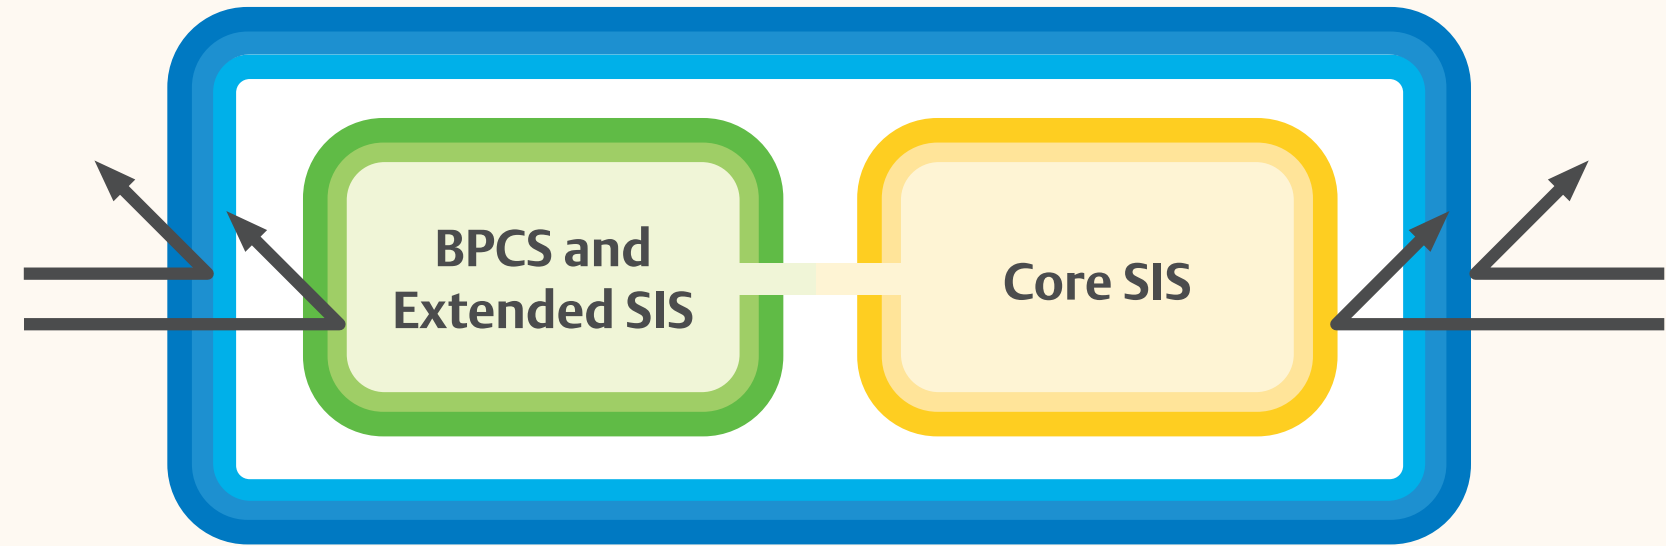 BPCS and
Extended SIS
Core SIS